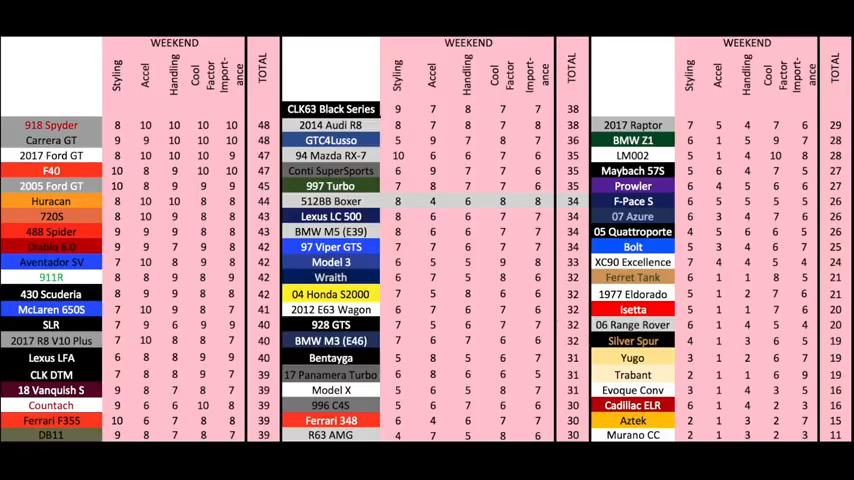 WEEKEND
Styling Accel Handling Cool Factor Import-ance TOTAL
918 Spyder 8 10 10 10 10 48
Carrera GT 8 10 10 10 10 48
2017 Ford GT 8 10 10 10 9 47
F40 10 8 9 10 10 47
2005 Ford GT 10 8 9 9 9 45
Huracan 8 10 10 8 8 44
720S 8 10 9 8 8 43
488 Spider 8 9 9 8 9 43
Diablo 6.0 9 9 7 9 8 42
Aventador SV 7 10 8 9 8 42
911R 8 8 9 8 9 42
430 Scuderia 8 9 9 8 8 42
McLaren 650S 7 10 9 8 7 41
SLR 7 9 6 9 9 40
2017 R8 V10 Plus 7 10 8 8 7 40
Lexus LFA 6 8 8 9 9 40
CLK DTM 7 8 8 9 7 39
18 Vanquish S 9 8 7 8 7 39
Countach 9 6 6 10 8 39
Ferrari F355 10 6 7 8 8 39
DB11 9 8 7 8 7 39
WEEKEND
Styling Accel Handling Cool Factor Import-ance TOTAL
CLK63 Black Series 9 7 8 7 7 38
2014 Audi R8 8 7 8 7 8 38
GTC4Lusso 5 9 7 8 7 36
94 Mazda RX-7 10 6 6 6 7 35
Conti SuperSports 6 9 7 6 7 35
997 Turbo 7 8 7 6 7 35
512BB Boxer 8 4 6 8 8 34
Lexus LC 500 8 6 6 7 7 34
BMW M5 (E39) 8 6 6 7 7 34
97 Viper GTS 7 7 6 7 7 34
Model 3 6 5 5 9 8 33
Wraith 6 7 5 8 6 32
04 Honda S2000 7 5 8 6 6 32
2012 E63 Wagon 6 7 6 7 6 32
928 GTS 7 5 6 7 7 32
BMW M3 (E46) 7 6 6 6 7 32
Bentayga 5 8 5 6 7 31
17 Panamera Turbo 6 8 6 5 6 31
Model X 5 6 5 8 7 31
996 C4S 5 6 7 6 6 30
Ferrari 348 6 4 6 7 7 30
R63 AMG 4 7 5 8 6 30
WEEKEND
Styling Accel Handling Cool Factor Import-ance TOTAL
2017 Raptor 7 5 4 7 6 29
BMW Z1 6 1 5 9 7 28
LM002 5 1 4 10 8 28
Maybach 57S 5 5 4 7 6 27
Prowler 6 1 5 9 6 27
F-Pace S 6 5 5 4 6 26
07 Azure 6 3 4 6 7 26
05 Quattroporte 4 5 6 6 5 26
Bolt 5 3 4 6 7 25
XC90 Excellence 7 4 4 4 5 24
Ferret Tank 6 1 1 8 5 21
1977 Eldorado 5 1 4 5 6 21
Isetta 6 1 1 7 5 20
06 Range Rover 4 3 4 4 5 20
Silver Spur 4 1 3 5 6 19
Yugo 3 1 2 6 7 19
Trabant 2 1 1 6 9 19
Evoque Conv 3 1 4 3 5 16
Cadillac ELR 6 1 3 2 4 16
Aztek 2 1 3 2 7 15
Murano CC 2 1 3 2 3 11